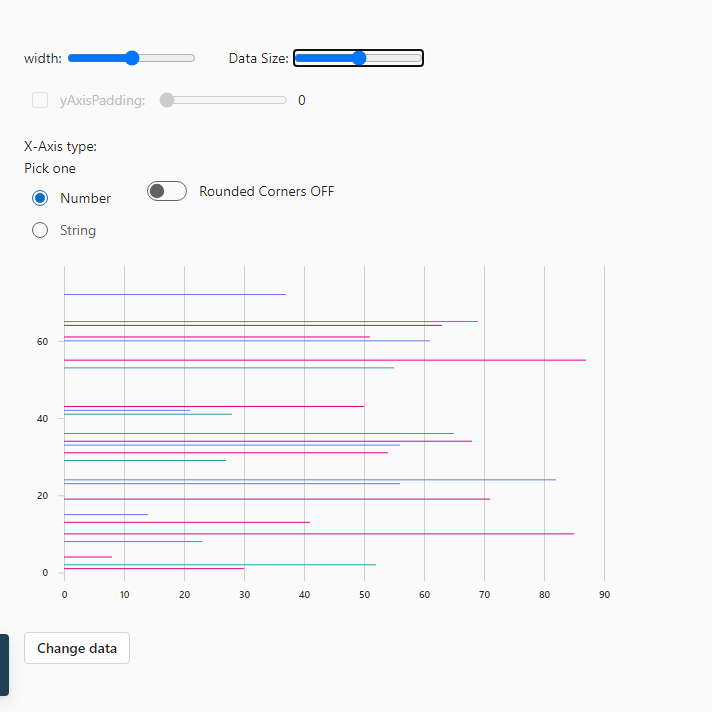 width: Data Size:
yAxisPadding: 0
X-Axis type:
Pick one
Number
Rounded Corners OFF
String
60
40
20
0
0 10 20 30 40 50 60 70 80 90
Change data